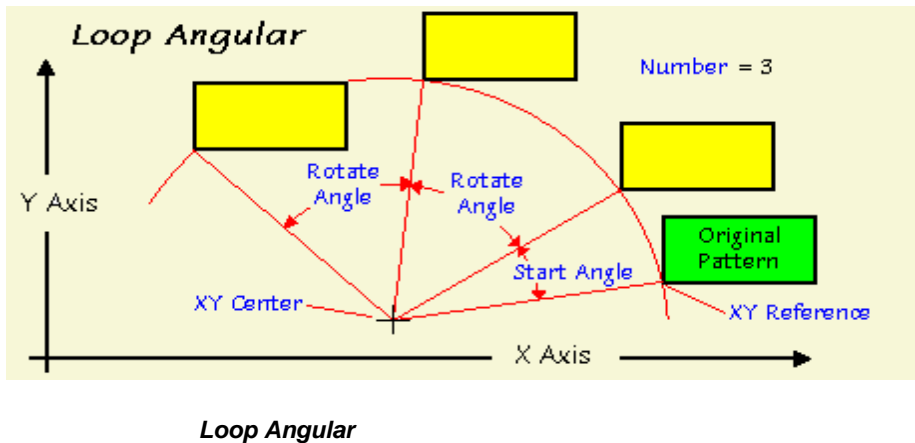 Loop Angular
Number = 3
Rotate
Angle
Rotate
Angle
Y Axis
Original
Pattern
Start Angle
XY Center
XY Reference
X Axis
Loop Angular